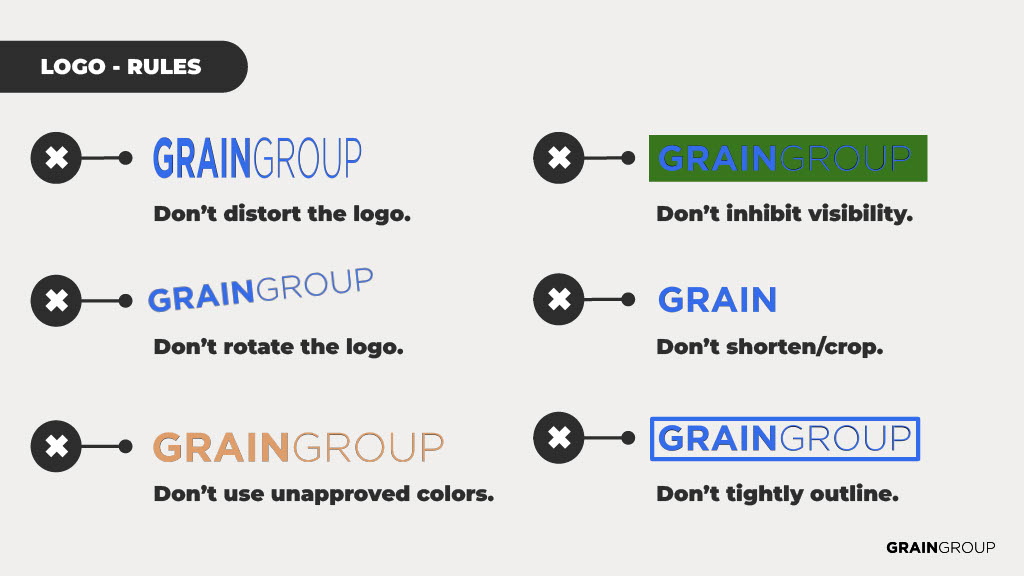 LOGO - RULES
GRAINGROUP
Don’t distort the logo.
GRAINGROUP
Don’t inhibit visibility.
GRAINGROUP
Don’t rotate the logo.
GRAIN
Don’t shorten/crop.
GRAINGROUP
Don’t use unapproved colors.
GRAINGROUP
Don’t tightly outline.
GRAINGROUP